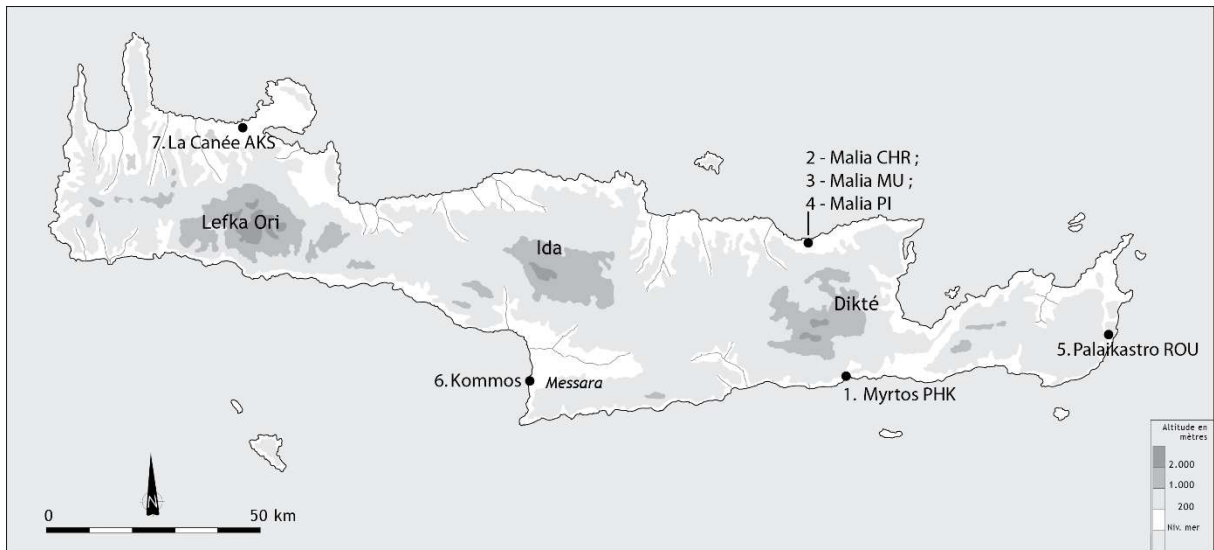 7. La Canée AKS
Lefka Ori
Ida
2 - Malia CHR ;
3 - Malia MU ;
4 - Malia PI
Dikté
5. Palaikastro ROU
6. Kommos
Messara
1. Myrtos PHK
N
0 50 km
Altitude en
mètres
2.000
1.000
200
Niv. mer